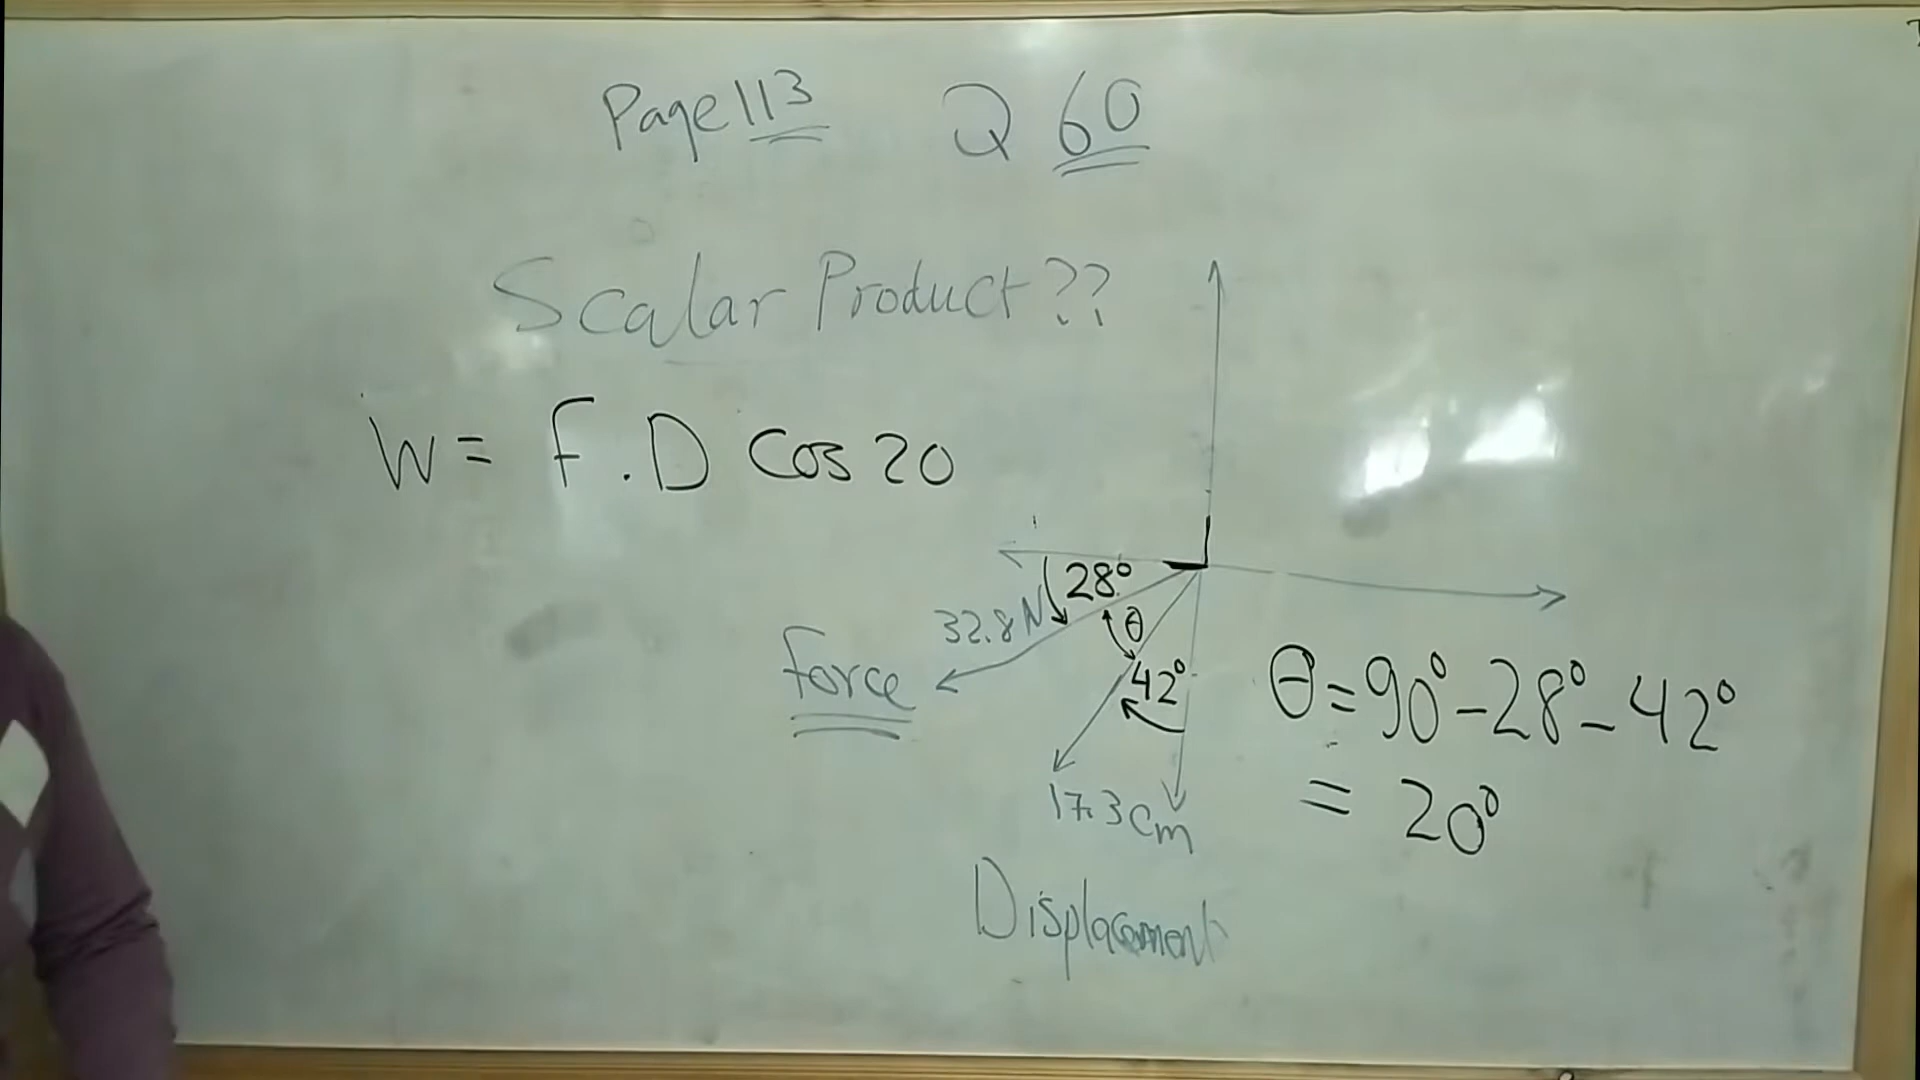 Page 113 Q 60
Scalar Product??
W = F . D Cos 20
28°
32.8 N
θ
Force
42°
θ = 90° - 28° - 42°
= 20°
17.3 cm
Displacement